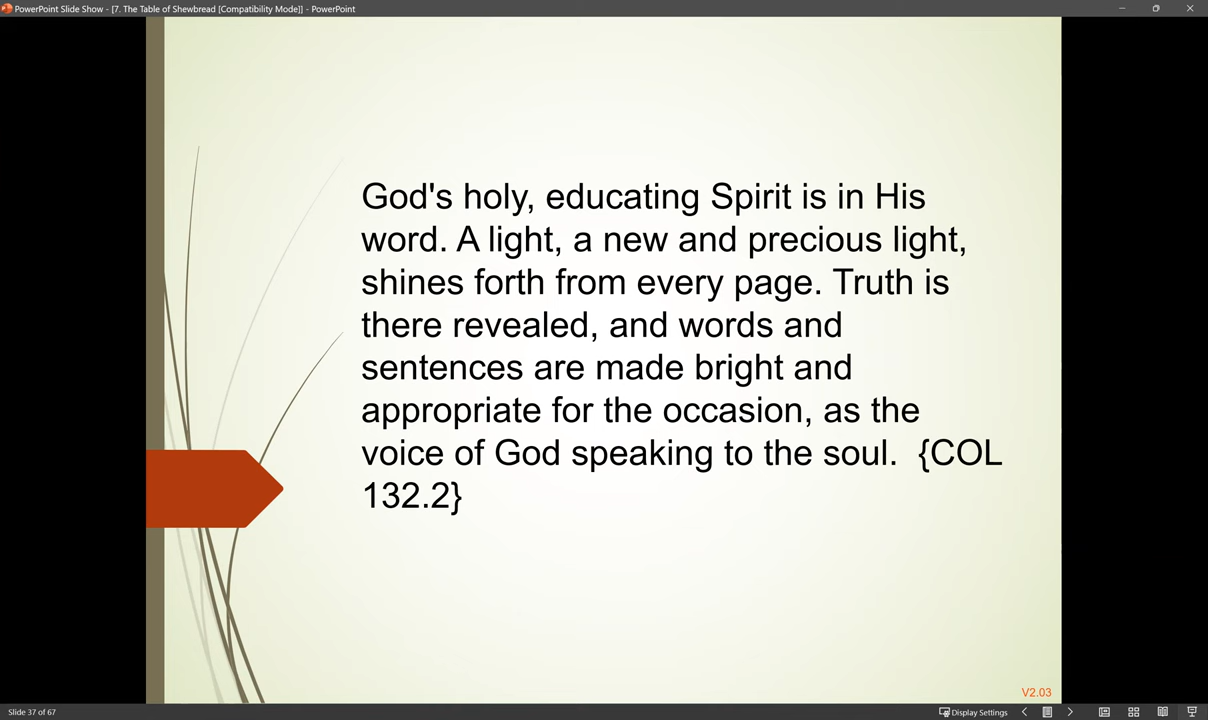 PowerPoint Slide Show - [7. The Table of Shewbread [Compatibility Mode]] - PowerPoint
God's holy, educating Spirit is in His
word. A light, a new and precious light,
shines forth from every page. Truth is
there revealed, and words and
sentences are made bright and
appropriate for the occasion, as the
voice of God speaking to the soul.  {COL
132.2}
V2.03
Slide 37 of 67
Display Settings